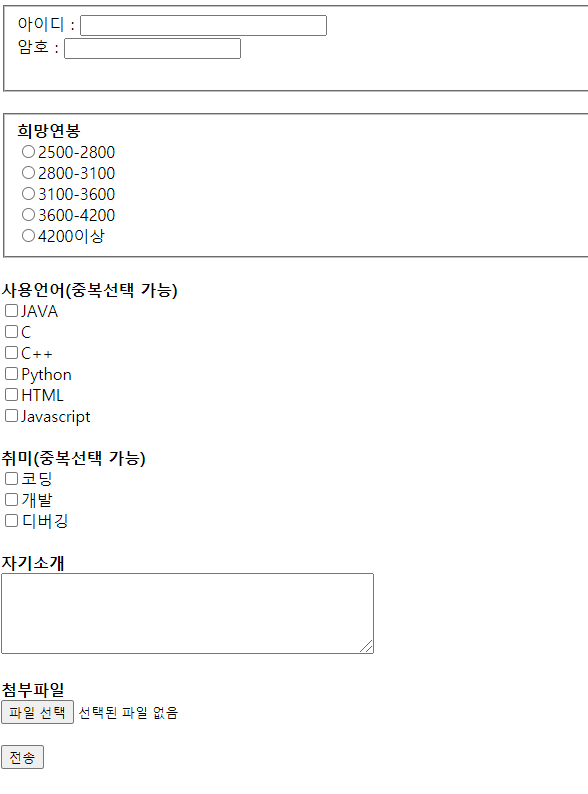 아이디 :
암호 :
희망연봉
2500-2800
2800-3100
3100-3600
3600-4200
4200이상
사용언어(중복선택 가능)
JAVA
C
C++
Python
HTML
Javascript
취미(중복선택 가능)
코딩
개발
디버깅
자기소개
첨부파일
파일 선택 선택된 파일 없음
전송